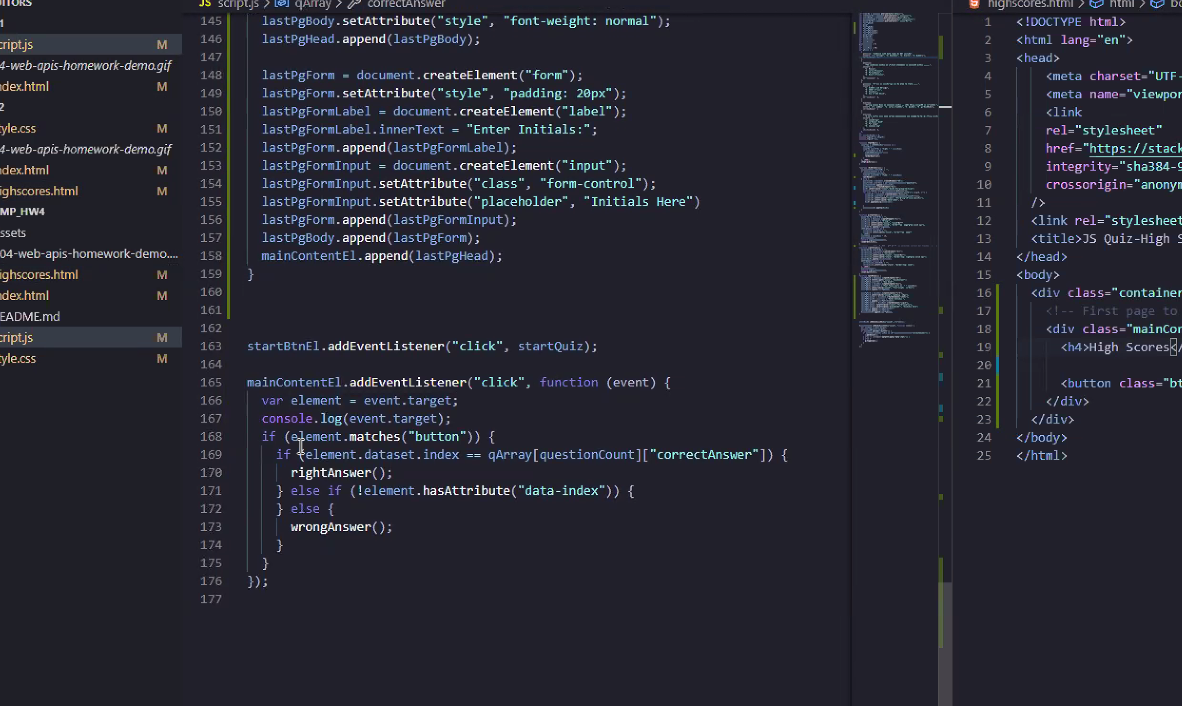 DITORS
script.js > qArray > correctAnswer
highscores.html > html > bo
1
cript.js M
4-web-apis-homework-demo.gif
ndex.html M
2
tyle.css M
4-web-apis-homework-demo.gif
ndex.html M
ighscores.html M
MP_HW4
ssets
04-web-apis-homework-demo....
ighscores.html M
ndex.html M
EADME.md
cript.js M
tyle.css M
145 lastPgBody.setAttribute("style", "font-weight: normal");
146 lastPgHead.append(lastPgBody);
147
148 lastPgForm = document.createElement("form");
149 lastPgForm.setAttribute("style", "padding: 20px");
150 lastPgFormLabel = document.createElement("label");
151 lastPgFormLabel.innerText = "Enter Initials:";
152 lastPgForm.append(lastPgFormLabel);
153 lastPgFormInput = document.createElement("input");
154 lastPgFormInput.setAttribute("class", "form-control");
155 lastPgFormInput.setAttribute("placeholder", "Initials Here")
156 lastPgForm.append(lastPgFormInput);
157 lastPgBody.append(lastPgForm);
158 mainContentEl.append(lastPgHead);
159 }
160
161
162
163 startBtnEl.addEventListener("click", startQuiz);
164
165 mainContentEl.addEventListener("click", function (event) {
166 var element = event.target;
167 console.log(event.target);
168 if (element.matches("button")) {
169 if (element.dataset.index == qArray[questionCount]["correctAnswer"]) {
170 rightAnswer();
171 } else if (!element.hasAttribute("data-index")) {
172 } else {
173 wrongAnswer();
174 }
175 }
176 });
177
1 <!DOCTYPE html>
2 <html lang="en">
3 <head>
4 <meta charset="UTF-
5 <meta name="viewpor
6 <link
7 rel="stylesheet"
8 href="https://stack
9 integrity="sha384-9
10 crossorigin="anonym
11 />
12 <link rel="stylesheet
13 <title>JS Quiz-High S
14 </head>
15 <body>
16 <div class="container
17 <!-- First page to
18 <div class="mainCon
19 <h4>High Scores</
20
21 <button class="bt
22 </div>
23 </div>
24 </body>
25 </html>